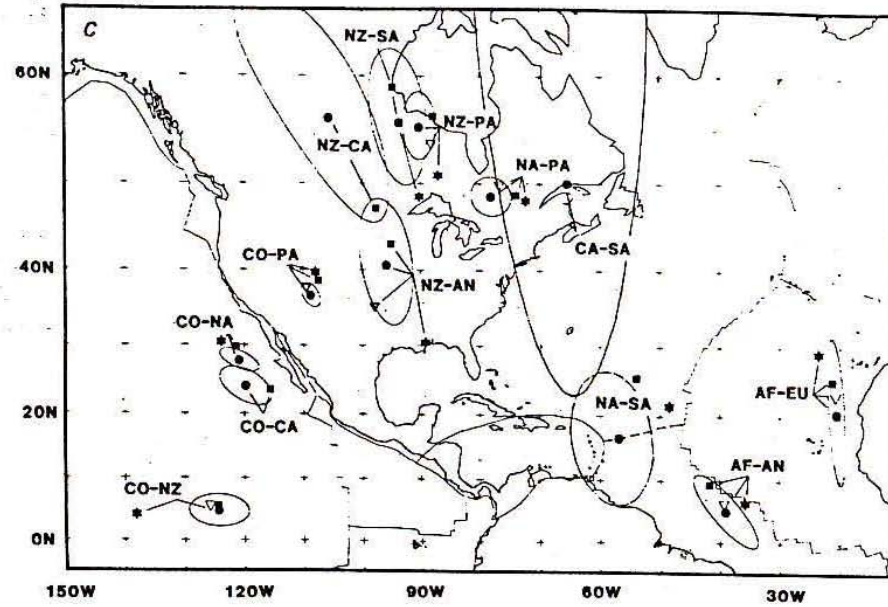 C
NZ-SA
60N
NZ-PA
NZ-CA
NA-PA
CO-PA
CA-SA
40N
NZ-AN
CO-NA
NA-SA
AF-EU
20N
CO-CA
AF-AN
CO-NZ
0N
150W 120W 90W 60W 30W